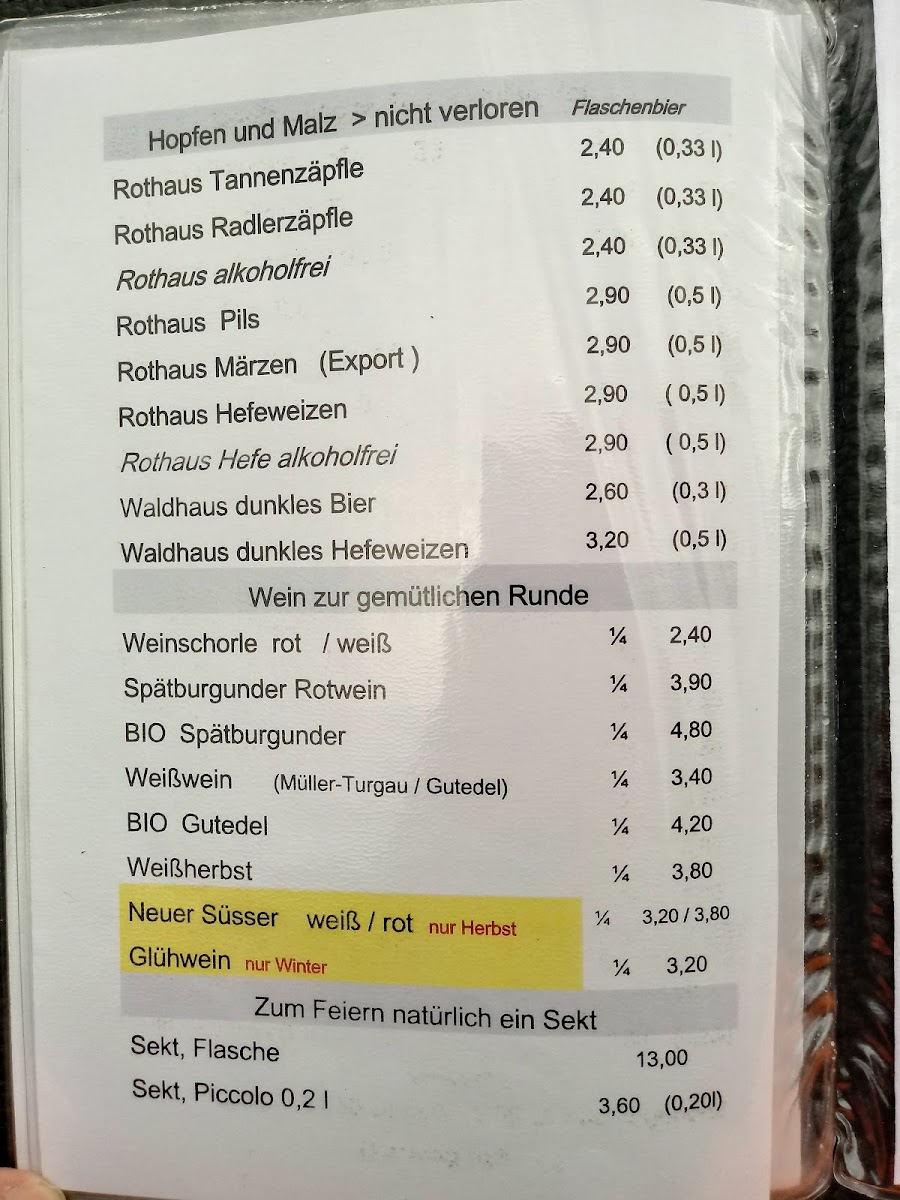 Hopfen und Malz > nicht verloren Flaschenbier
Rothaus Tannenzäpfle 2,40 (0,33 l)
Rothaus Radlerzäpfle 2,40 (0,33 l)
Rothaus alkoholfrei 2,40 (0,33 l)
Rothaus Pils 2,90 (0,5 l)
Rothaus Märzen (Export ) 2,90 (0,5 l)
Rothaus Hefeweizen 2,90 ( 0,5 l)
Rothaus Hefe alkoholfrei 2,90 ( 0,5 l)
Waldhaus dunkles Bier 2,60 (0,3 l)
Waldhaus dunkles Hefeweizen 3,20 (0,5 l)
Wein zur gemütlichen Runde
Weinschorle rot / weiß ¼ 2,40
Spätburgunder Rotwein ¼ 3,90
BIO Spätburgunder ¼ 4,80
Weißwein (Müller-Turgau / Gutedel) ¼ 3,40
BIO Gutedel ¼ 4,20
Weißherbst ¼ 3,80
Neuer Süsser weiß / rot nur Herbst ¼ 3,20 / 3,80
Glühwein nur Winter ¼ 3,20
Zum Feiern natürlich ein Sekt
Sekt, Flasche 13,00
Sekt, Piccolo 0,2 l 3,60 (0,20l)